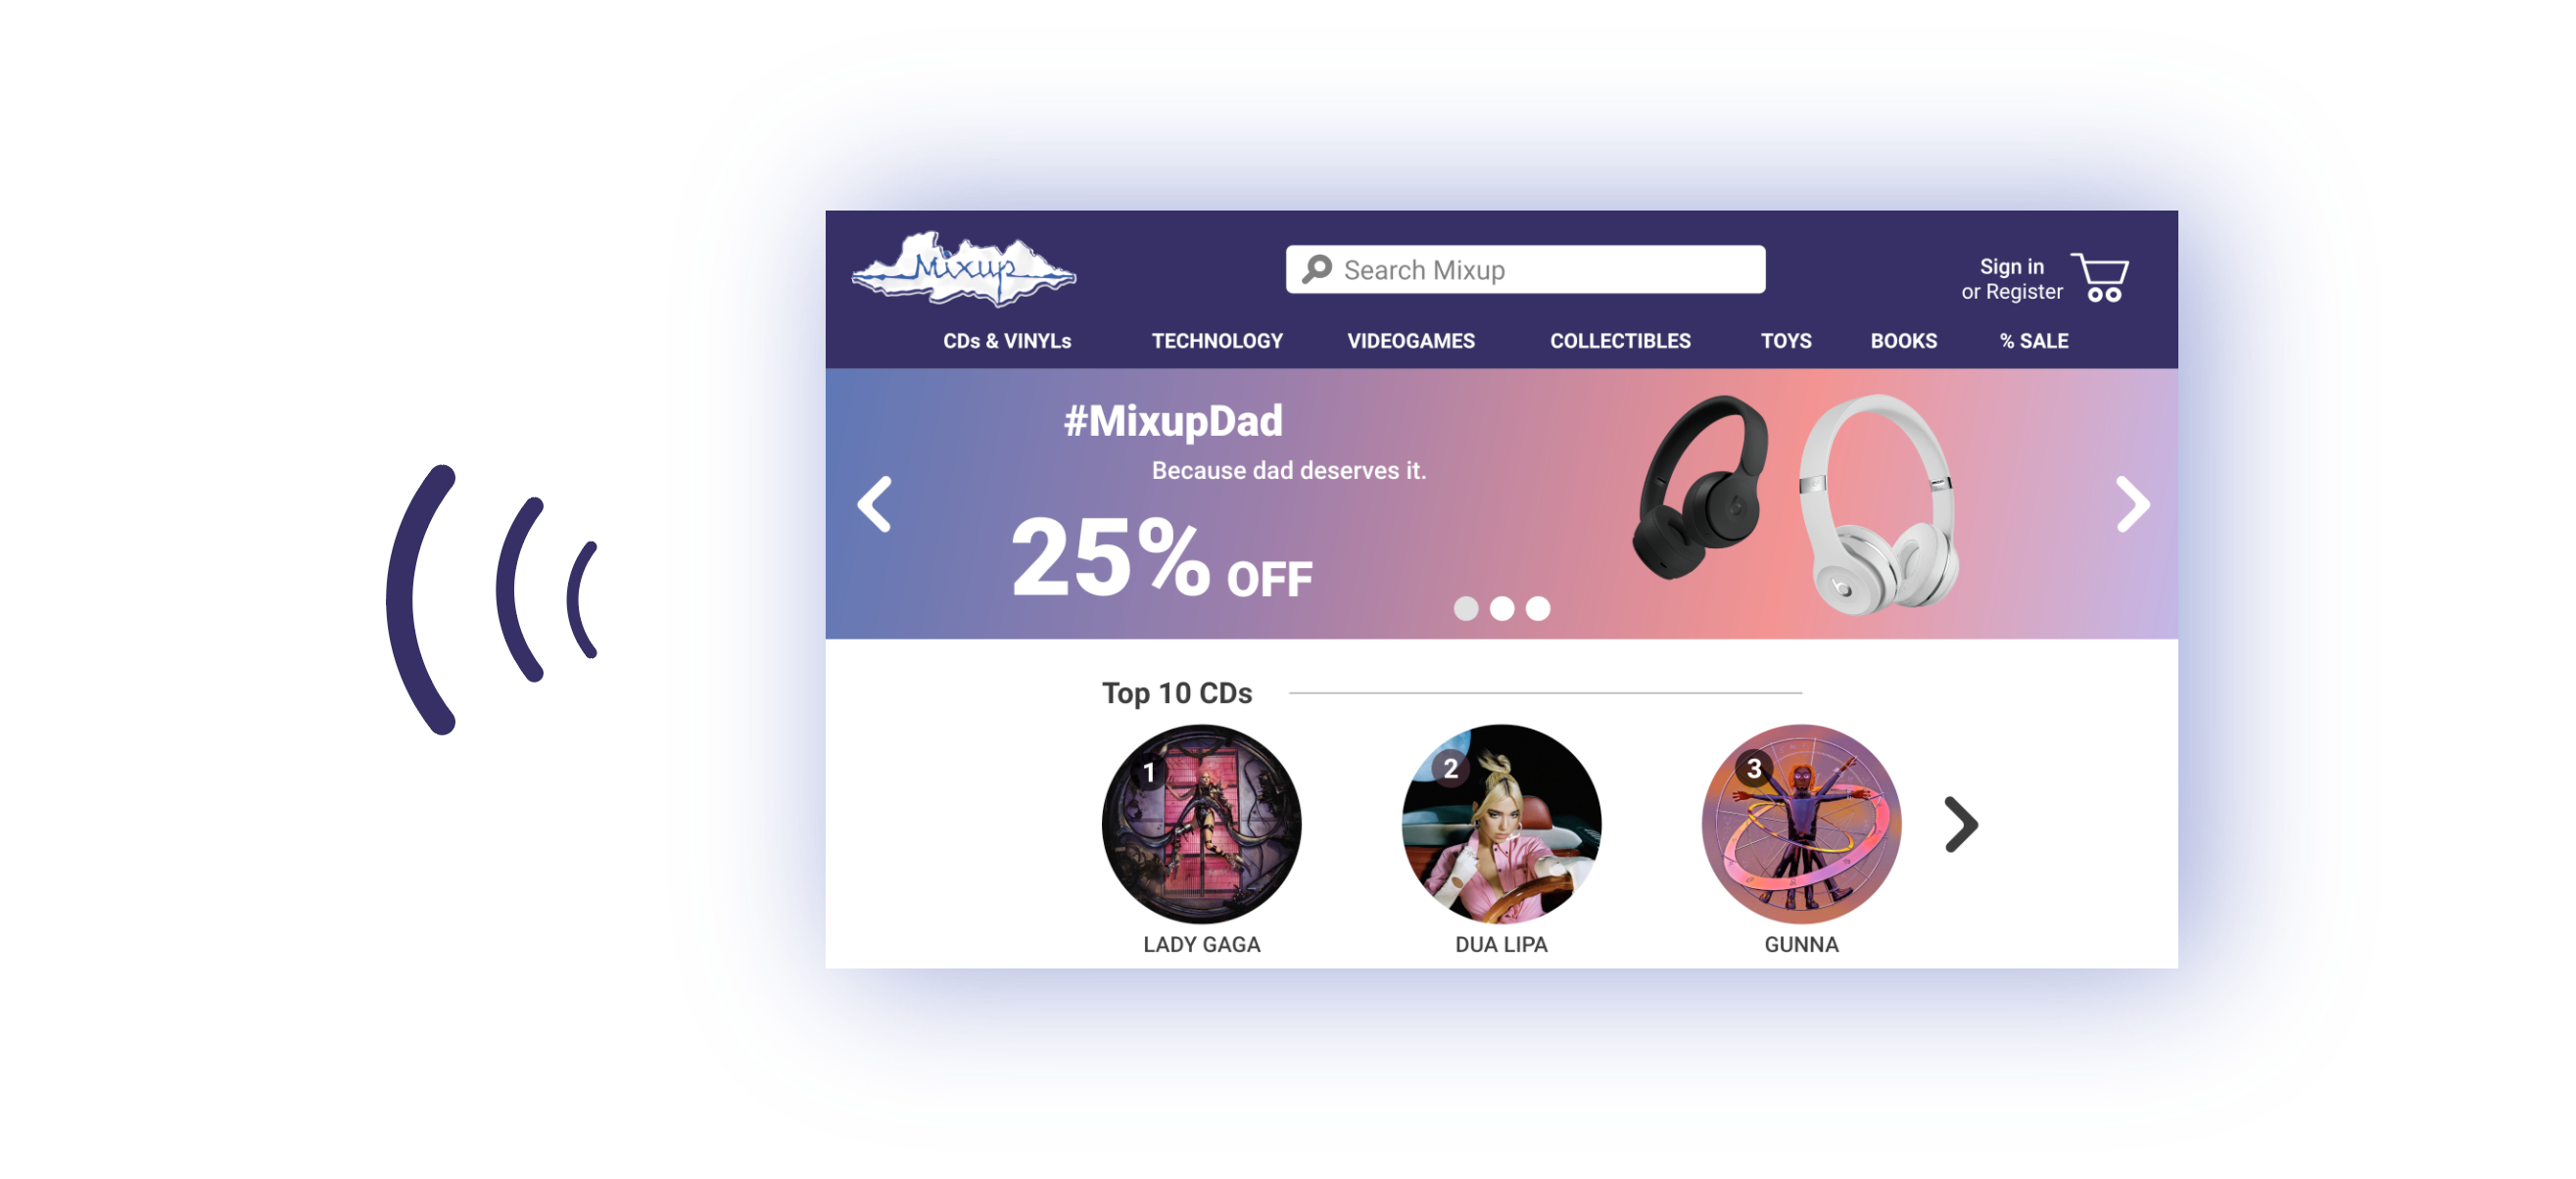 Mixup
Search Mixup
Sign in
or Register
CDs & VINYLs TECHNOLOGY VIDEOGAMES COLLECTIBLES TOYS BOOKS % SALE
#MixupDad
Because dad deserves it.
25% OFF
Top 10 CDs
1 2 3
LADY GAGA DUA LIPA GUNNA